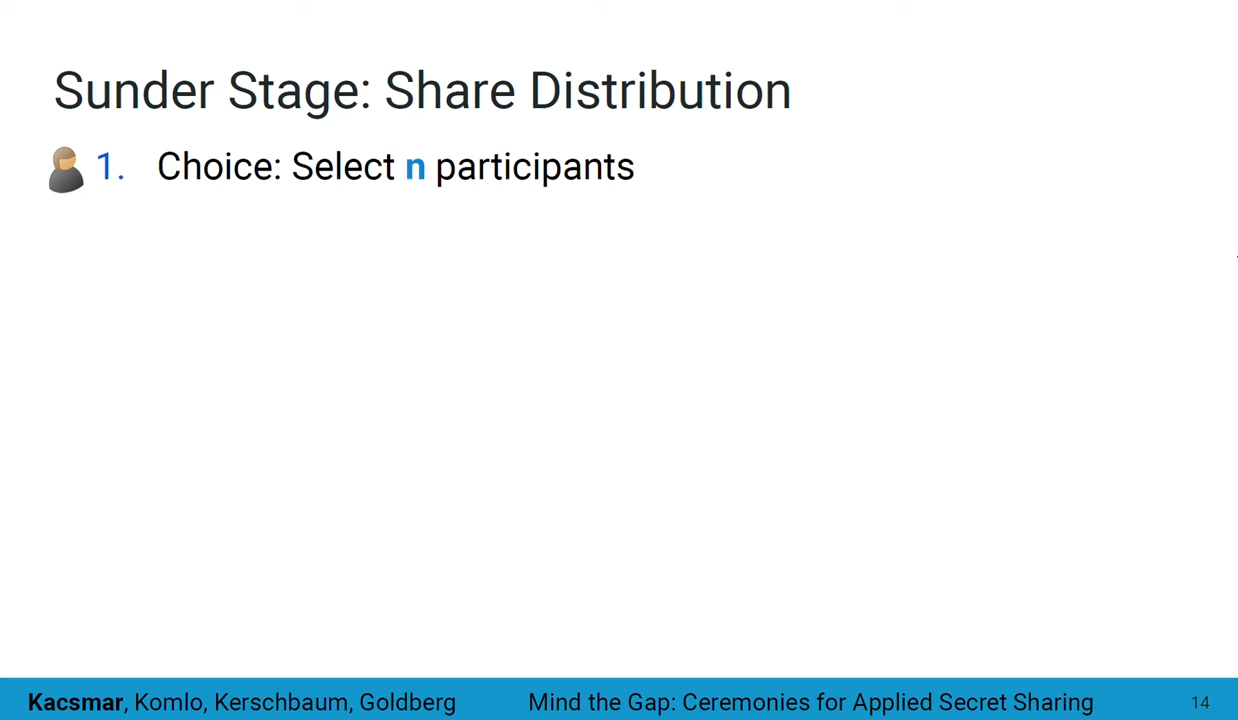 Sunder Stage: Share Distribution
1. Choice: Select n participants
Kacsmar, Komlo, Kerschbaum, Goldberg Mind the Gap: Ceremonies for Applied Secret Sharing 14